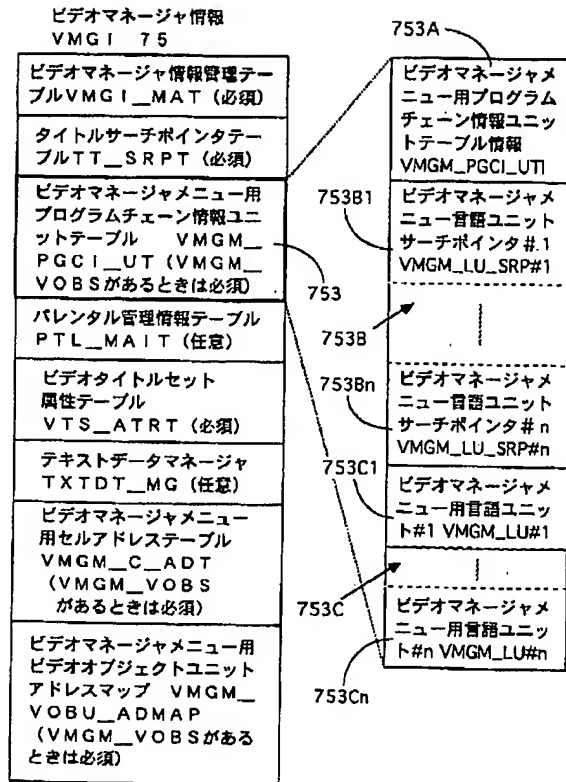 ビデオマネージャ情報
VMGI 75
ビデオマネージャ情報管理テー
ブルVMGI__MAT (必須)
タイトルサーチポインタテー
ブルTT__SRPT (必須)
ビデオマネージャメニュー用
プログラムチェーン情報ユニ
ットテーブル VMGM__
PGCI__UT (VMGM__
VOBSがあるときは必須)
パレンタル管理情報テーブル
PTL__MAIT (任意)
ビデオタイトルセット
属性テーブル
VTS__ATRT (必須)
テキストデータマネージャ
TXTDT__MG (任意)
ビデオマネージャメニュー
用セルアドレステーブル
VMGM__C__ADT
(VMGM__VOBS
があるときは必須)
ビデオマネージャメニュー用
ビデオオブジェクトユニット
アドレスマップ VMGM__
VOBU__ADMAP
(VMGM__VOBSがある
ときは必須)
753
753A
ビデオマネージャメ
ニュー用プログラム
チェーン情報ユニッ
トテーブル情報
VMGM_PGCI_UTI
753B1
ビデオマネージャメ
ニュー言語ユニット
サーチポインタ#.1
VMGM_LU_SRP#1
753B
753Bn
ビデオマネージャメ
ニュー言語ユニット
サーチポインタ#n
VMGM_LU_SRP#n
753C1
ビデオマネージャメ
ニュー用言語ユニッ
ト#1 VMGM_LU#1
753C
ビデオマネージャメ
ニュー用言語ユニッ
ト#n VMGM_LU#n
753Cn